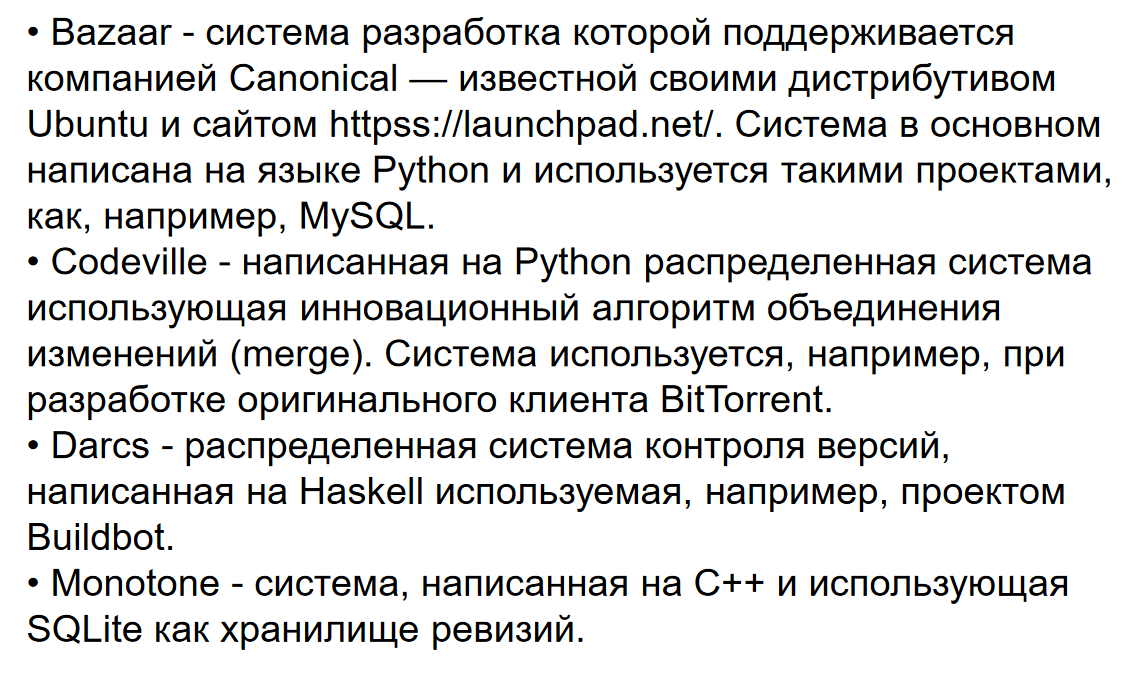 • Bazaar - система разработка которой поддерживается
компанией Canonical — известной своими дистрибутивом
Ubuntu и сайтом httpss://launchpad.net/. Система в основном
написана на языке Python и используется такими проектами,
как, например, MySQL.
• Codeville - написанная на Python распределенная система
использующая инновационный алгоритм объединения
изменений (merge). Система используется, например, при
разработке оригинального клиента BitTorrent.
• Darcs - распределенная система контроля версий,
написанная на Haskell используемая, например, проектом
Buildbot.
• Monotone - система, написанная на C++ и использующая
SQLite как хранилище ревизий.